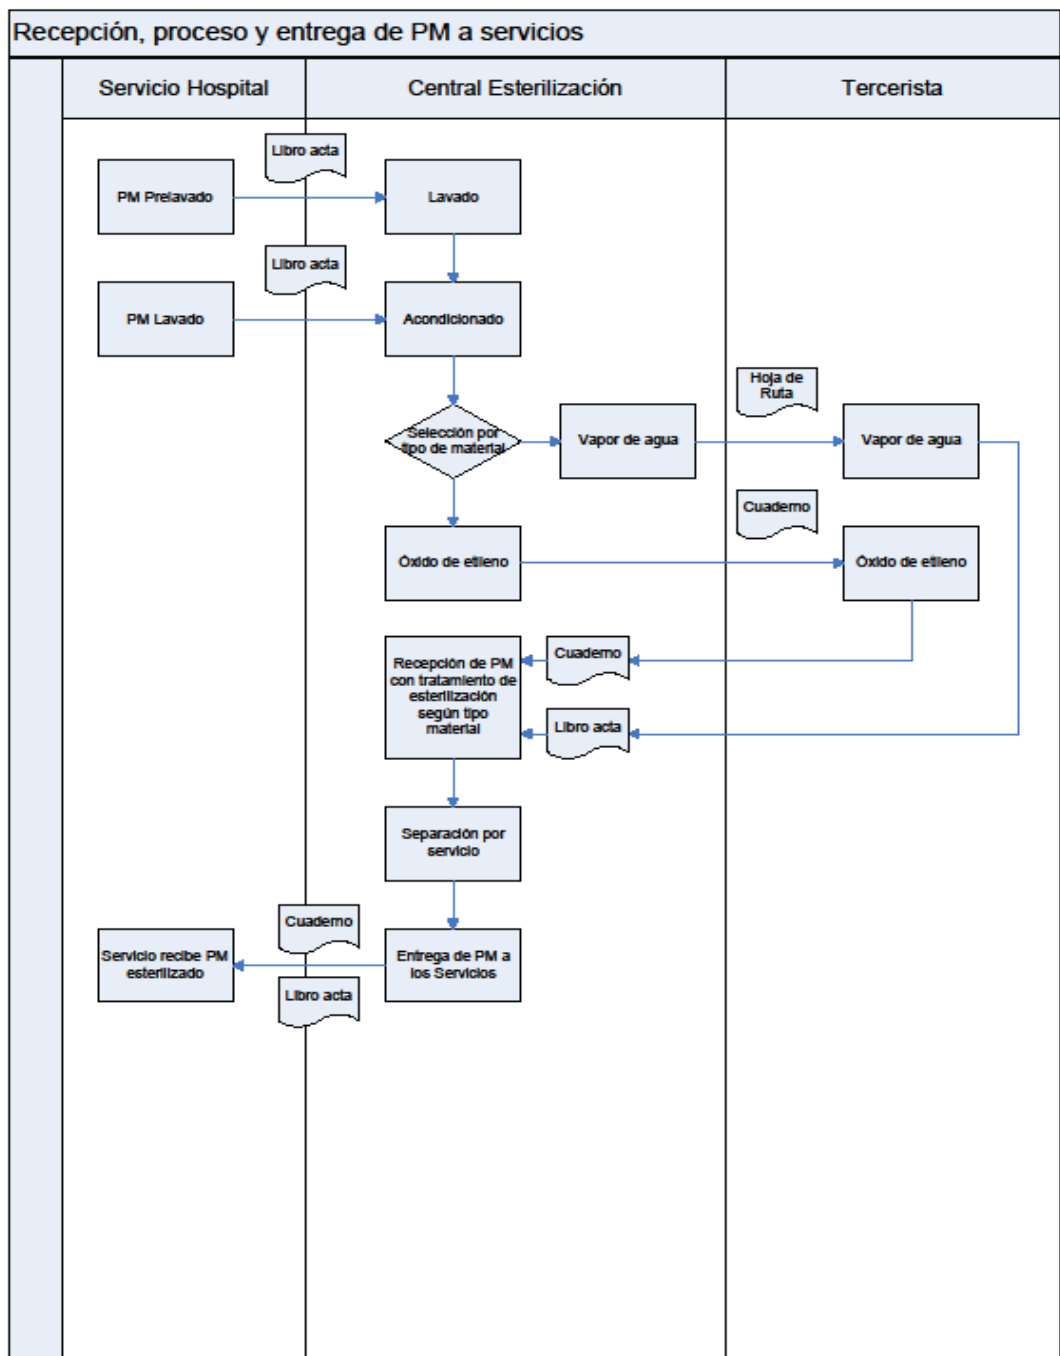 Recepción, proceso y entrega de PM a servicios
Servicio Hospital
Central Esterilización
Tercerista
Libro acta
PM Prelavado
Lavado
Libro acta
PM Lavado
Acondicionado
Hoja de
Ruta
Selección por
tipo de material
Vapor de agua
Vapor de agua
Cuaderno
Óxido de etileno
Óxido de etileno
Recepción de PM
con tratamiento de
esterilización
según tipo
material
Cuaderno
Libro acta
Separación por
servicio
Cuaderno
Servicio recibe PM
esterilizado
Entrega de PM a
los Servicios
Libro acta